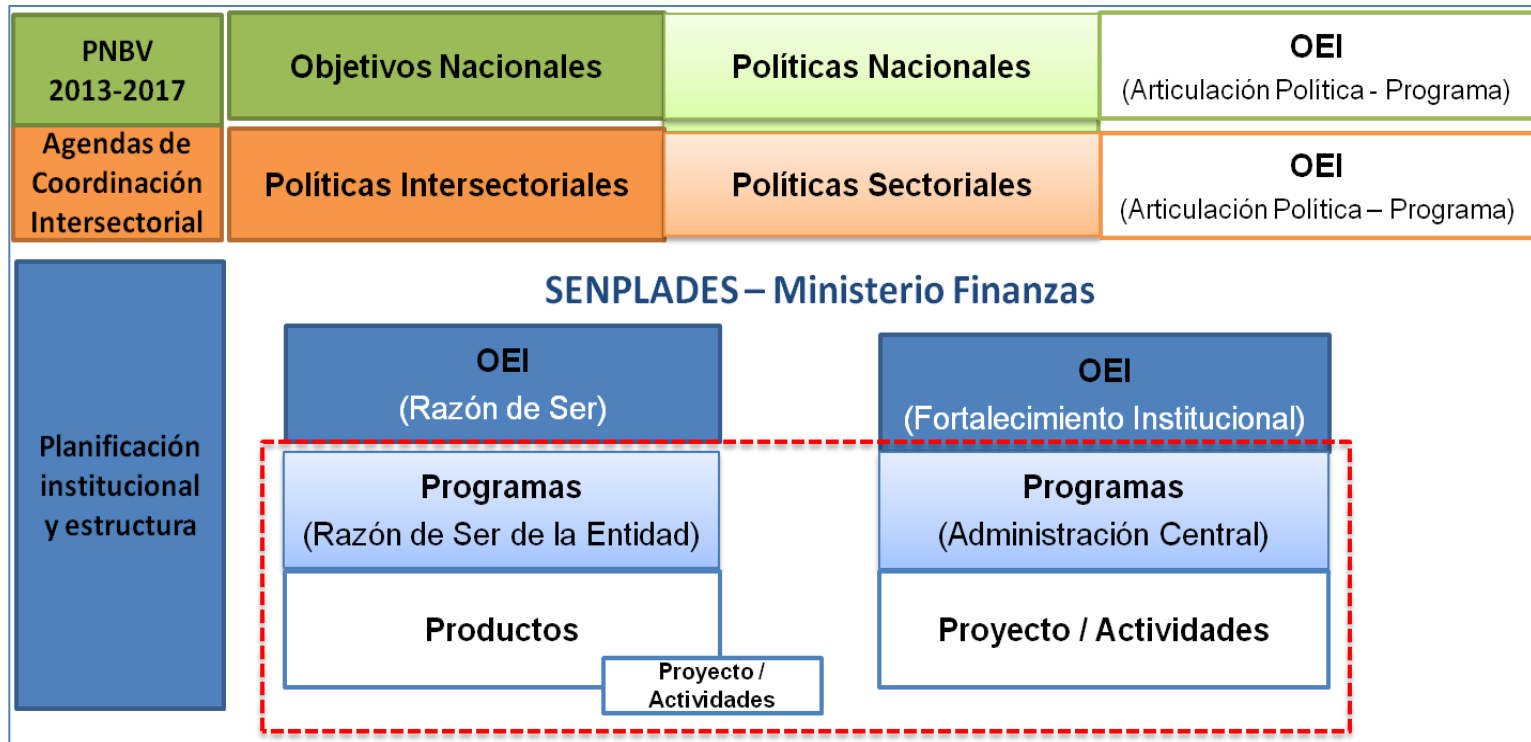 PNBV
2013-2017
Objetivos Nacionales
Políticas Nacionales
OEI
(Articulación Política - Programa)
Agendas de
Coordinación
Intersectorial
Políticas Intersectoriales
Políticas Sectoriales
OEI
(Articulación Política – Programa)
SENPLADES – Ministerio Finanzas
Planificación
institucional
y estructura
OEI
(Razón de Ser)
Programas
(Razón de Ser de la Entidad)
Productos
Proyecto /
Actividades
OEI
(Fortalecimiento Institucional)
Programas
(Administración Central)
Proyecto / Actividades